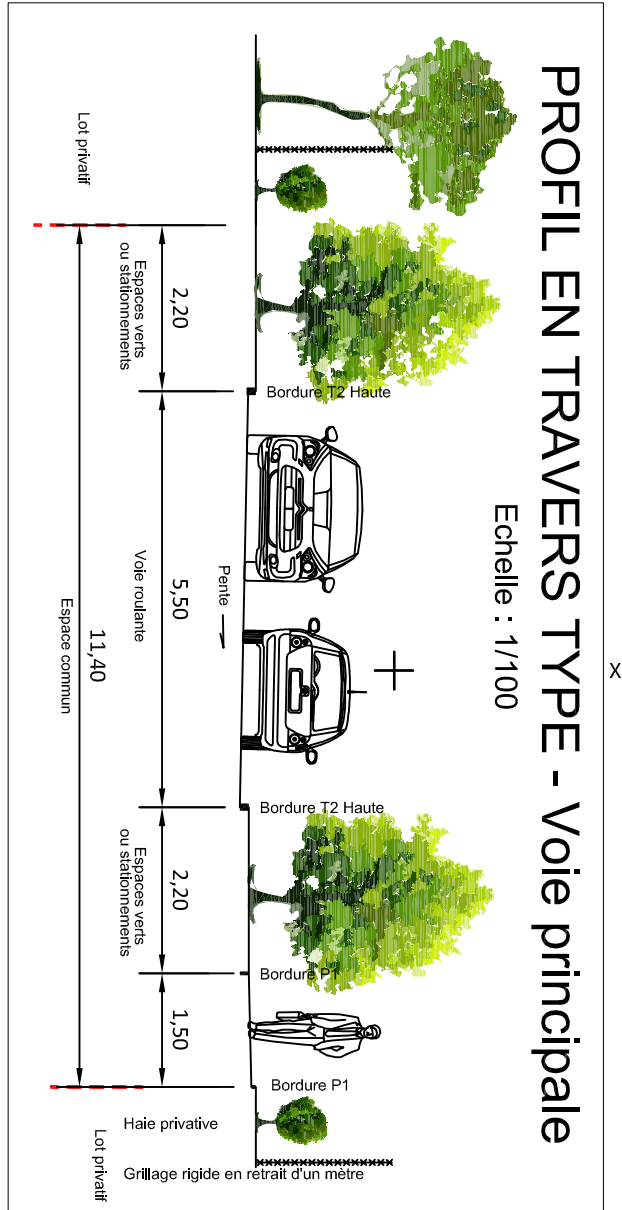 PROFIL EN TRAVERS TYPE - Voie principale
Echelle : 1/100
X
Bordure T2 Haute
Bordure T2 Haute
Bordure P1
Bordure P1
Pente
Lot privatif
2,20
Espaces verts
ou stationnements
5,50
Voie roulante
2,20
Espaces verts
ou stationnements
1,50
11,40
Espace commun
Haie privative
Lot privatif
Grillage rigide en retrait d'un mètre